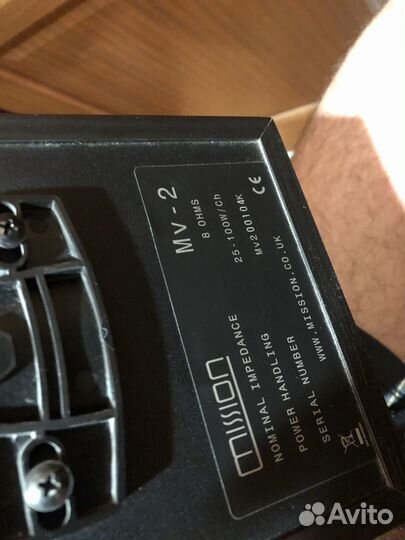 mission MV-2
NOMINAL IMPEDANCE 8 OHMS
POWER HANDLING 25-100W/Ch
SERIAL NUMBER MV200104K
WWW.MISSION.CO.UK CE
Avito